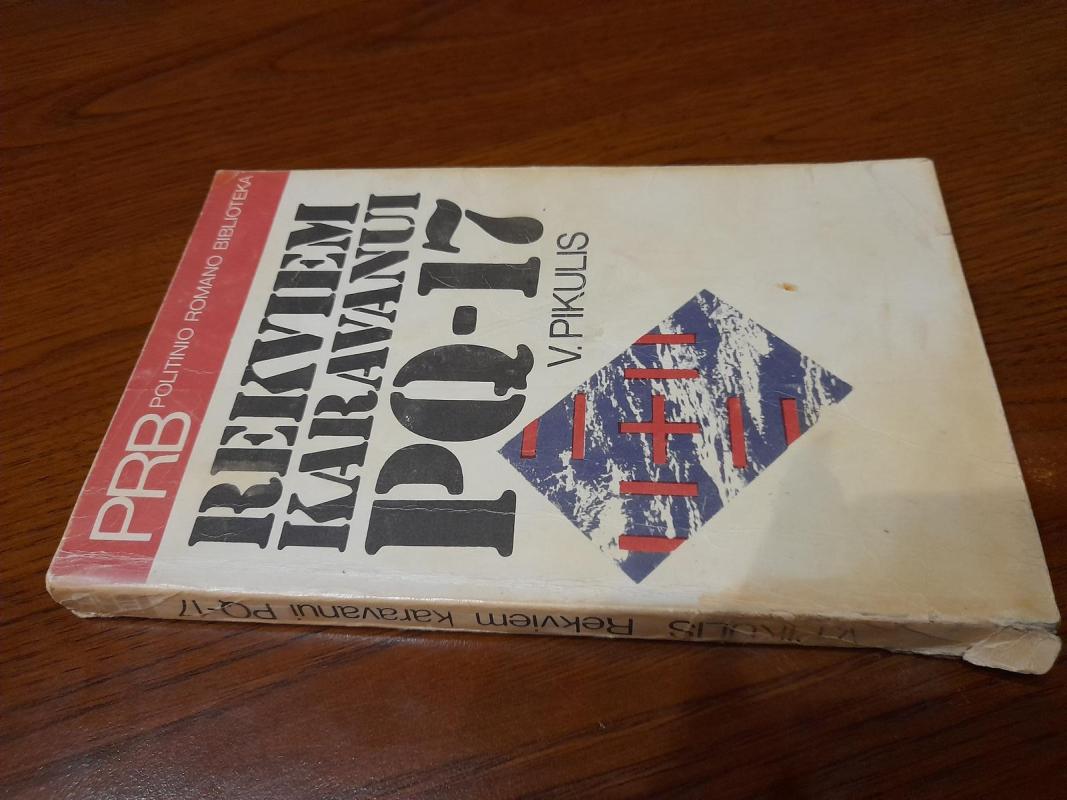 PRB POLITINIO ROMANO BIBLIOTEKA
REKVIEM
KARAVANUI
PQ-17
V. PIKULIS
V. PIKULIS Rekviem karavanui PQ-17